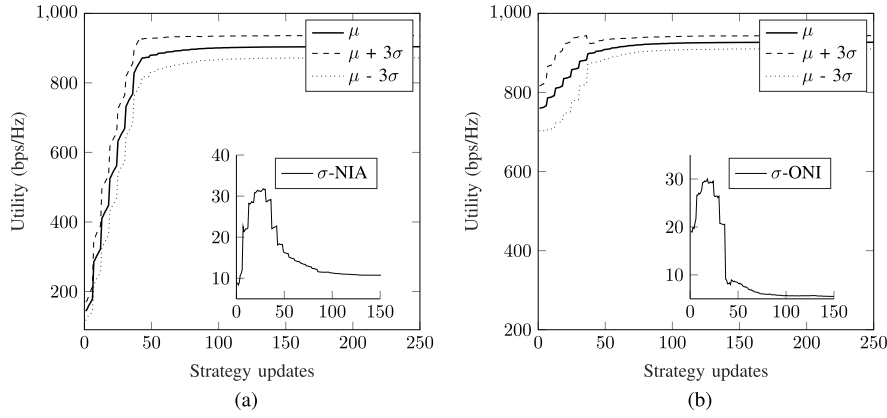 1,000
800
600
400
200
Utility (bps/Hz)
μ
μ + 3σ
μ - 3σ
40
30
20
10
σ-NIA
0 50 100 150
0 50 100 150 200 250
Strategy updates
(a)
1,000
800
600
400
200
Utility (bps/Hz)
μ
μ + 3σ
μ - 3σ
30
20
10
σ-ONI
0 50 100 150
0 50 100 150 200 250
Strategy updates
(b)